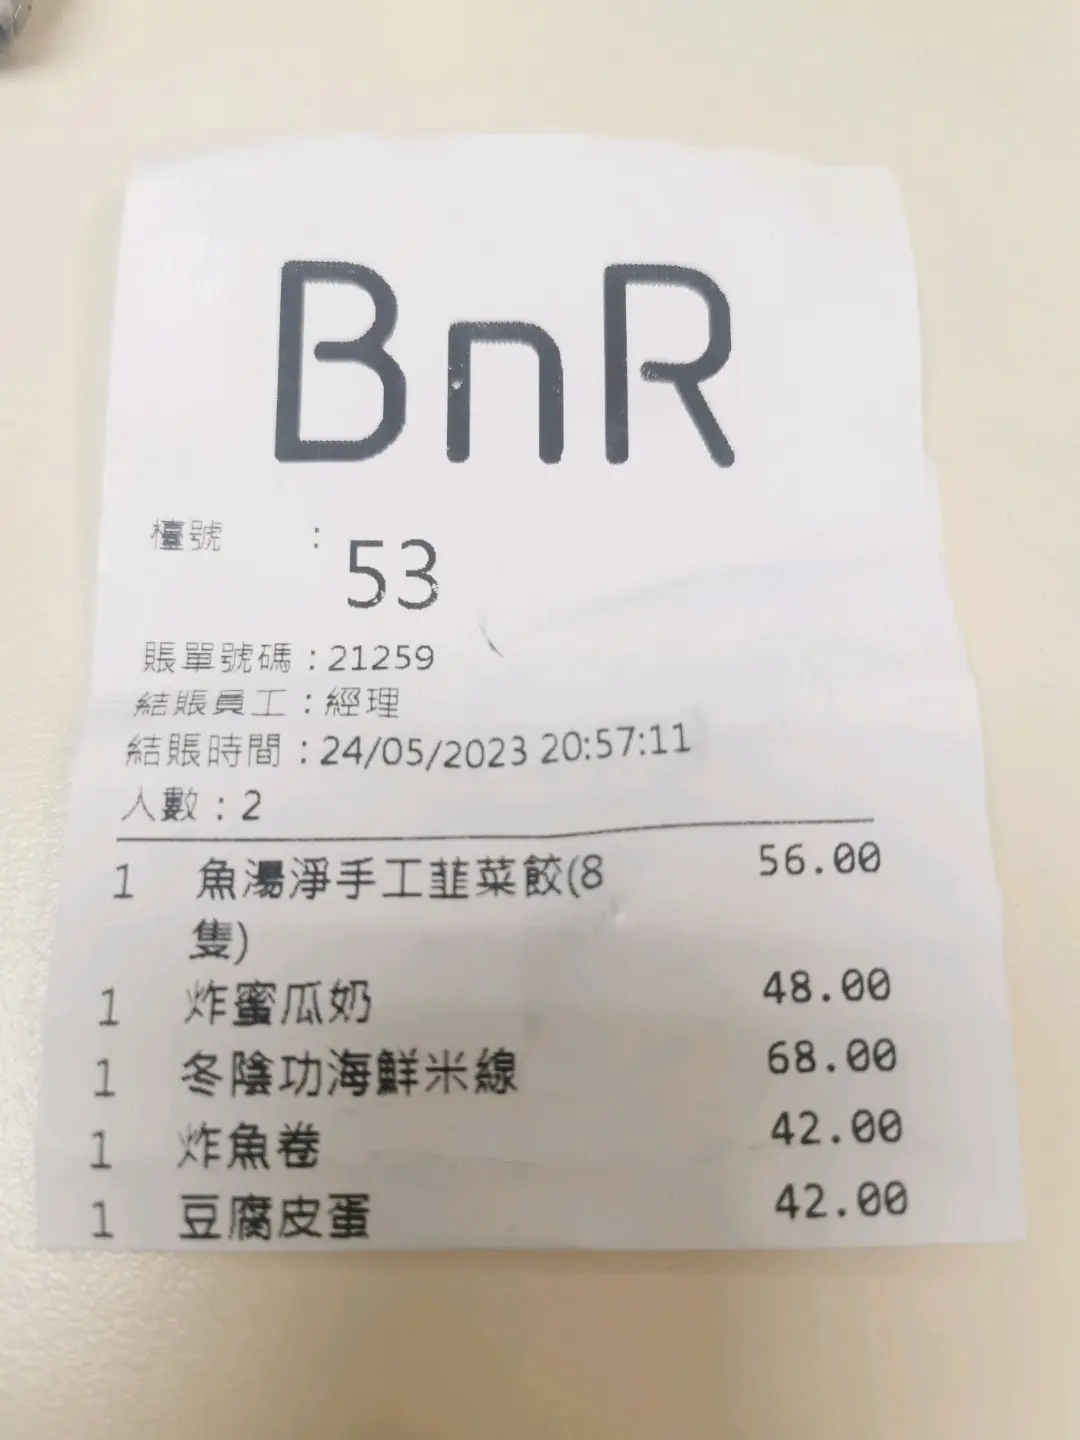 BnR
檯號 : 53
賬單號碼 : 21259
結賬員工 : 經理
結賬時間 : 24/05/2023 20:57:11
人數 : 2
1 魚湯淨手工韮菜餃(8 56.00
隻)
1 炸蜜瓜奶 48.00
1 冬陰功海鮮米線 68.00
1 炸魚卷 42.00
1 豆腐皮蛋 42.00